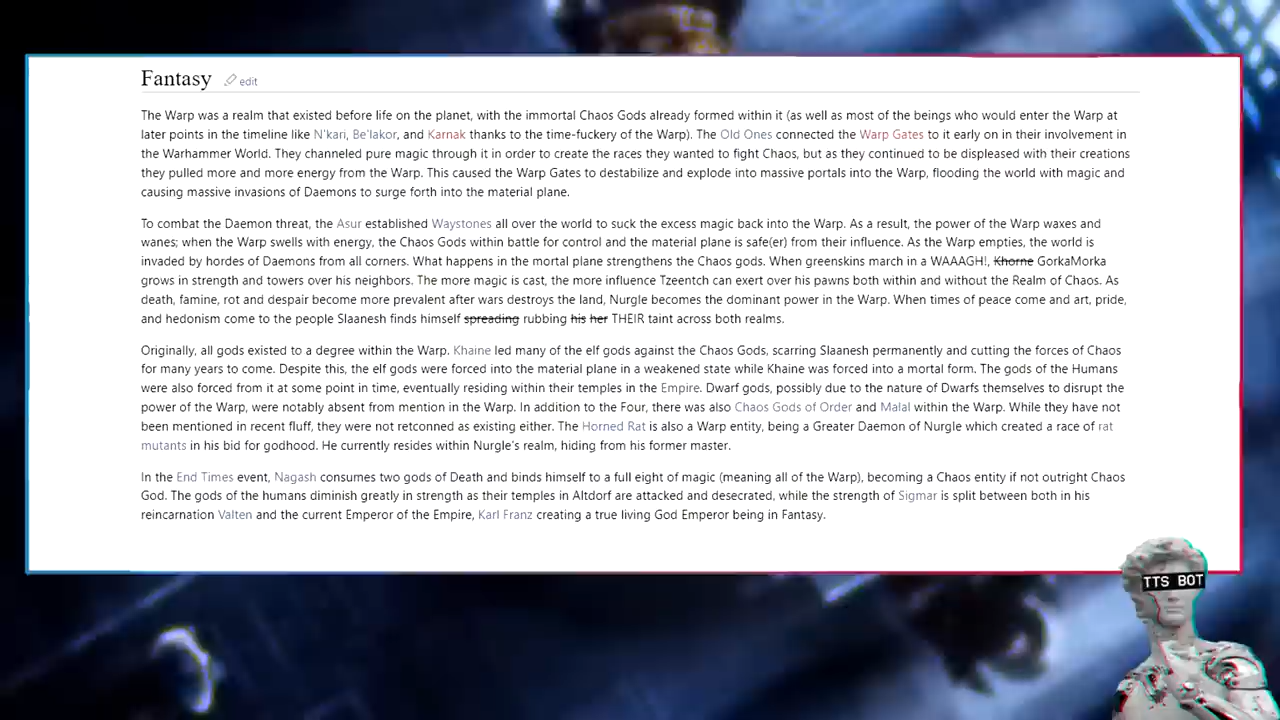 Fantasy edit
The Warp was a realm that existed before life on the planet, with the immortal Chaos Gods already formed within it (as well as most of the beings who would enter the Warp at
later points in the timeline like N'kari, Be'lakor, and Karnak thanks to the time-fuckery of the Warp). The Old Ones connected the Warp Gates to it early on in their involvement in
the Warhammer World. They channeled pure magic through it in order to create the races they wanted to fight Chaos, but as they continued to be displeased with their creations
they pulled more and more energy from the Warp. This caused the Warp Gates to destabilize and explode into massive portals into the Warp, flooding the world with magic and
causing massive invasions of Daemons to surge forth into the material plane.
To combat the Daemon threat, the Asur established Waystones all over the world to suck the excess magic back into the Warp. As a result, the power of the Warp waxes and
wanes; when the Warp swells with energy, the Chaos Gods within battle for control and the material plane is safe(er) from their influence. As the Warp empties, the world is
invaded by hordes of Daemons from all corners. What happens in the mortal plane strengthens the Chaos gods. When greenskins march in a WAAAGH!, Khorne GorkaMorka
grows in strength and towers over his neighbors. The more magic is cast, the more influence Tzeentch can exert over his pawns both within and without the Realm of Chaos. As
death, famine, rot and despair become more prevalent after wars destroys the land, Nurgle becomes the dominant power in the Warp. When times of peace come and art, pride,
and hedonism come to the people Slaanesh finds himself spreading rubbing his her THEIR taint across both realms.
Originally, all gods existed to a degree within the Warp. Khaine led many of the elf gods against the Chaos Gods, scarring Slaanesh permanently and cutting the forces of Chaos
for many years to come. Despite this, the elf gods were forced into the material plane in a weakened state while Khaine was forced into a mortal form. The gods of the Humans
were also forced from it at some point in time, eventually residing within their temples in the Empire. Dwarf gods, possibly due to the nature of Dwarfs themselves to disrupt the
power of the Warp, were notably absent from mention in the Warp. In addition to the Four, there was also Chaos Gods of Order and Malal within the Warp. While they have not
been mentioned in recent fluff, they were not retconned as existing either. The Horned Rat is also a Warp entity, being a Greater Daemon of Nurgle which created a race of rat
mutants in his bid for godhood. He currently resides within Nurgle's realm, hiding from his former master.
In the End Times event, Nagash consumes two gods of Death and binds himself to a full eight of magic (meaning all of the Warp), becoming a Chaos entity if not outright Chaos
God. The gods of the humans diminish greatly in strength as their temples in Altdorf are attacked and desecrated, while the strength of Sigmar is split between both in his
reincarnation Valten and the current Emperor of the Empire, Karl Franz creating a true living God Emperor being in Fantasy.
TTS BOT